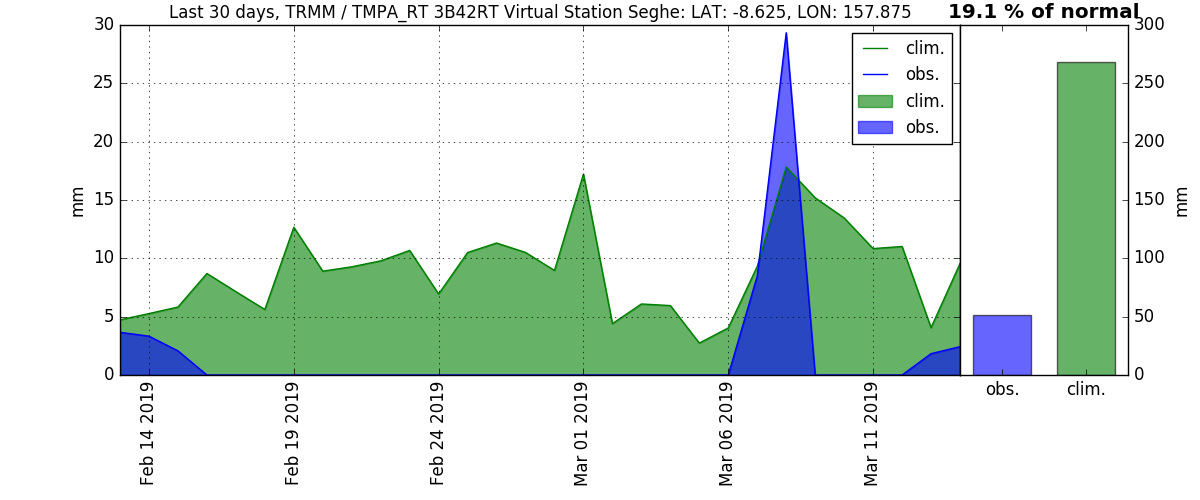 Last 30 days, TRMM / TMPA_RT 3B42RT Virtual Station Seghe: LAT: -8.625, LON: 157.875
19.1 % of normal
30
25
20
15
10
5
0
mm
clim.
obs.
clim.
obs.
Feb 14 2019
Feb 19 2019
Feb 24 2019
Mar 01 2019
Mar 06 2019
Mar 11 2019
300
250
200
150
100
50
0
mm
obs.
clim.